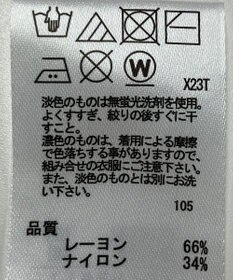 W
X23T
淡色のものは無蛍光洗剤を使用。
よくすすぎ、絞りの後すぐに干
すこと。
濃色のものは、着用による摩擦
で色落ちする事がありますので、
組み合せの衣服にご注意下さい。
また、淡色のものとは別にお洗
い下さい。
105
品質
レーヨン 66%
ナイロン 34%